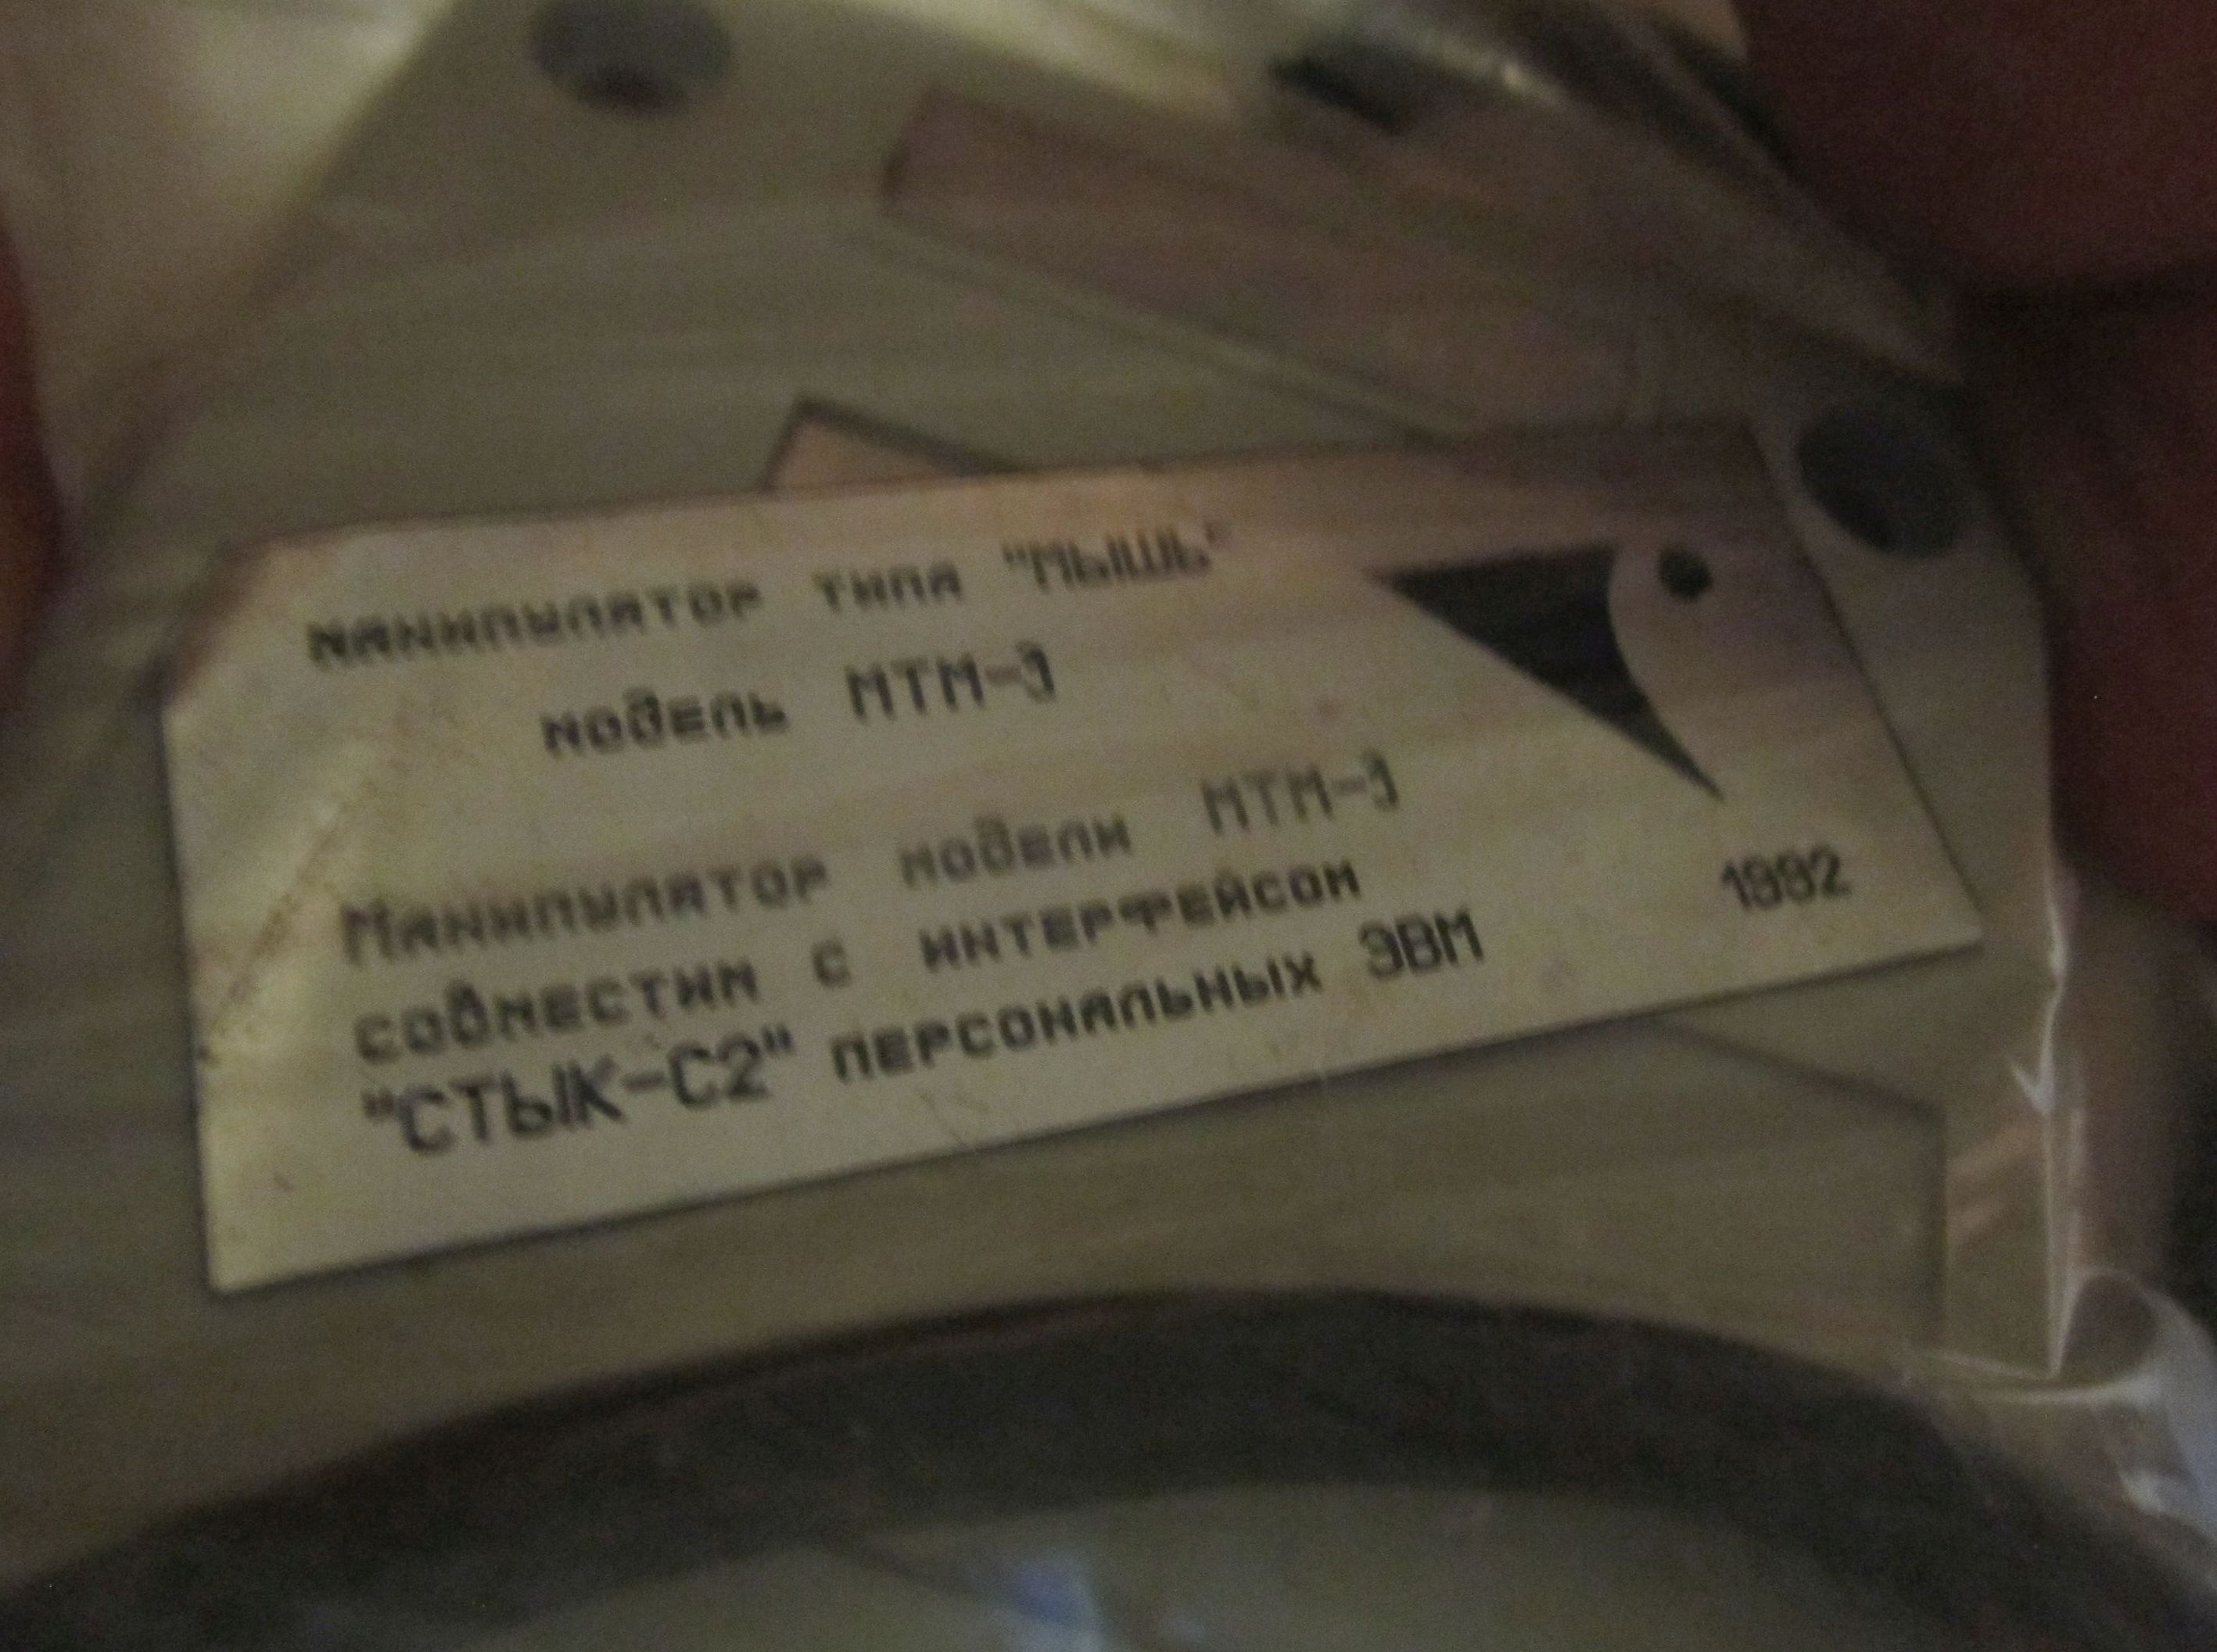 манипулятор типа "МЫШЬ"
модель МТМ-3
Манипулятор модели МТМ-3
совместим с интерфейсом
"СТЫК-С2" персональных ЭВМ
1992